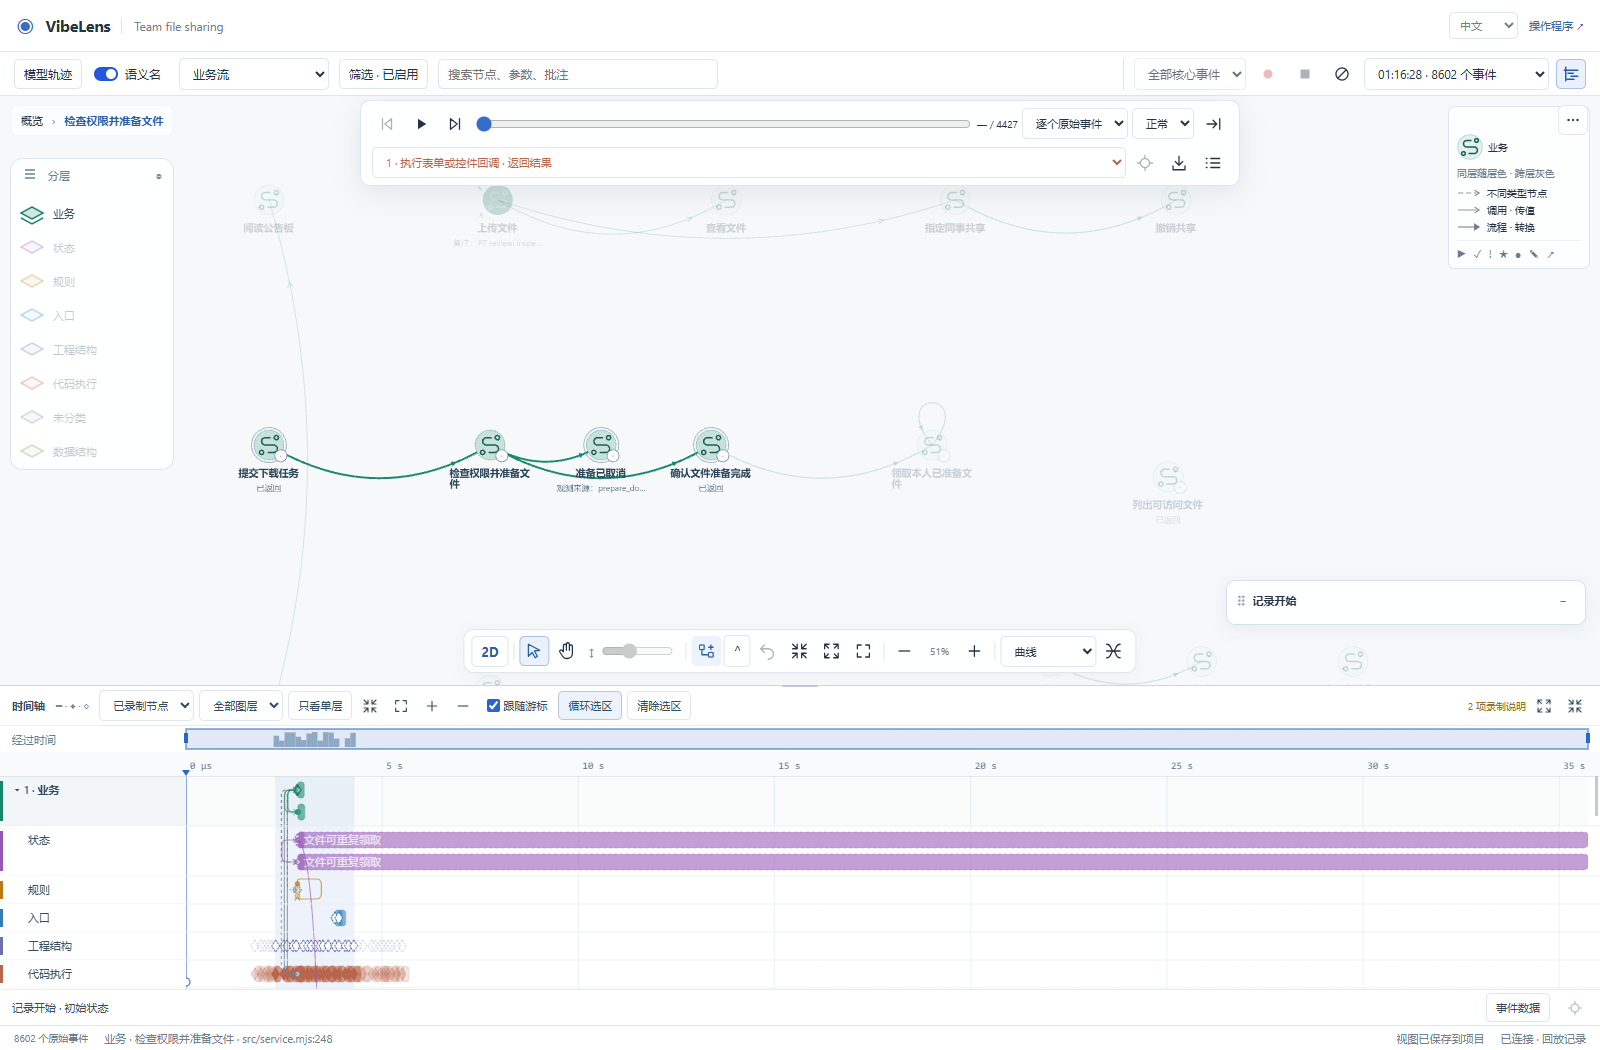 VibeLens
Team file sharing
中文
操作程序 ↗
模型轨迹
语义名
业务流
筛选 · 已启用
搜索节点、参数、批注
全部核心事件
01:16:28 · 8602 个事件
概览 › 检查权限并准备文件
— / 4427
逐个原始事件
正常
1 · 执行表单或控件回调 · 返回结果
业务
同层随层色 · 跨层灰色
不同类型节点
调用 · 传值
流程 · 转换
分层
业务
状态
规则
入口
工程结构
代码执行
未分类
数据结构
阅读公告板
上传文件
查看文件
指定同事共享
撤销共享
提交下载任务
已返回
检查权限并准备文件
准备已取消
观测来源: prepare_do...
确认文件准备完成
已返回
领取本人已准备文件
列出可访问文件
已返回
记录开始
2D
51%
曲线
时间轴
已录制节点
全部图层
只看单层
跟随游标
循环选区
清除选区
2 项录制说明
经过时间
0 μs
5 s
10 s
15 s
20 s
25 s
30 s
35 s
1 · 业务
状态
文件可重复领取
文件可重复领取
规则
入口
工程结构
代码执行
记录开始 · 初始状态
事件数据
8602 个原始事件
业务 · 检查权限并准备文件 · src/service.mjs:248
视图已保存到项目
已连接 · 回放记录